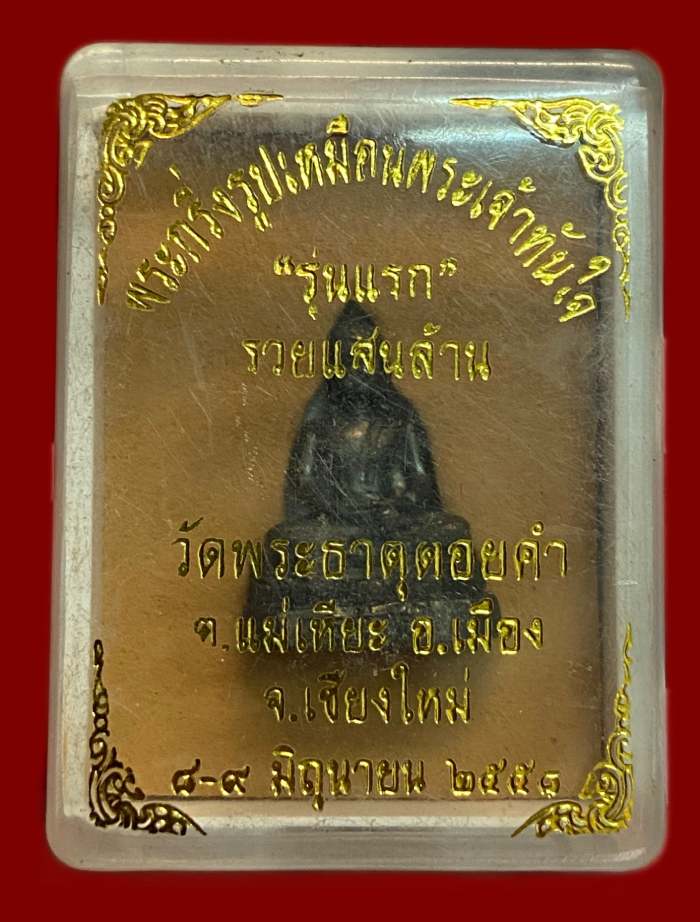 พระกริ่งรูปเหมือนพระเจ้าทันใจ
"รุ่นแรก"
รวยแสนล้าน
วัดพระธาตุดอยคำ
ต.แม่เหียะ อ.เมือง
จ.เชียงใหม่
๘-๙ มิถุนายน ๒๕๕๘